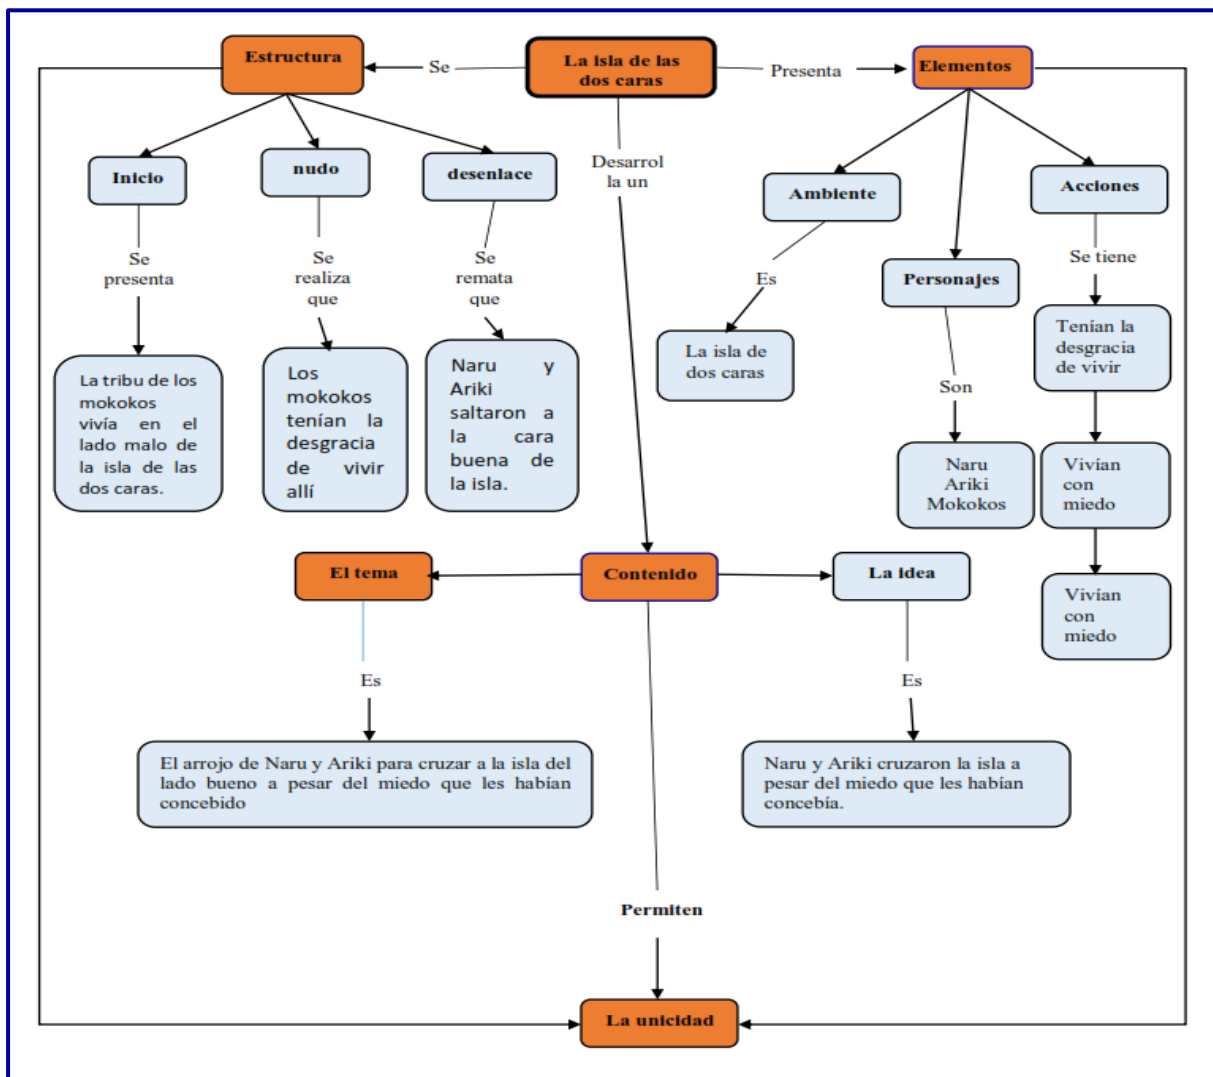 Estructura
Se
La isla de las
dos caras
Presenta
Elementos
Inicio
nudo
desenlace
Desarrol
la un
Ambiente
Acciones
Se
presenta
Se
realiza
que
Se
remata
que
Es
Personajes
Se tiene
La tribu de los
mokokos
vivía en el
lado malo de
la isla de las
dos caras.
Los
mokokos
tenían la
desgracia
de vivir
allí
Naru y
Ariki
saltaron a
la cara
buena de
la isla.
La isla de
dos caras
Son
Tenían la
desgracia
de vivir
Naru
Ariki
Mokokos
Vivían
con
miedo
Vivían
con
miedo
El tema
Contenido
La idea
Es
Es
El arrojo de Naru y Ariki para cruzar a la isla del
lado bueno a pesar del miedo que les habían
concebido
Naru y Ariki cruzaron la isla a
pesar del miedo que les habían
concebía.
Permiten
La unicidad